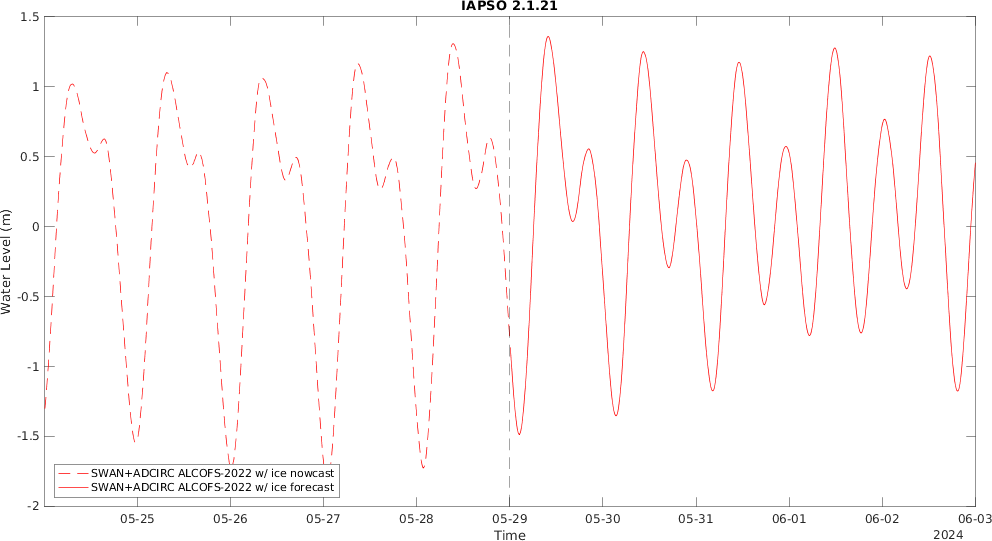 IAPSO 2.1.21
1.5
1
0.5
0
-0.5
-1
-1.5
-2
Water Level (m)
SWAN+ADCIRC ALCOFS-2022 w/ ice nowcast
SWAN+ADCIRC ALCOFS-2022 w/ ice forecast
05-25 05-26 05-27 05-28 05-29 05-30 05-31 06-01 06-02 06-03
Time
2024